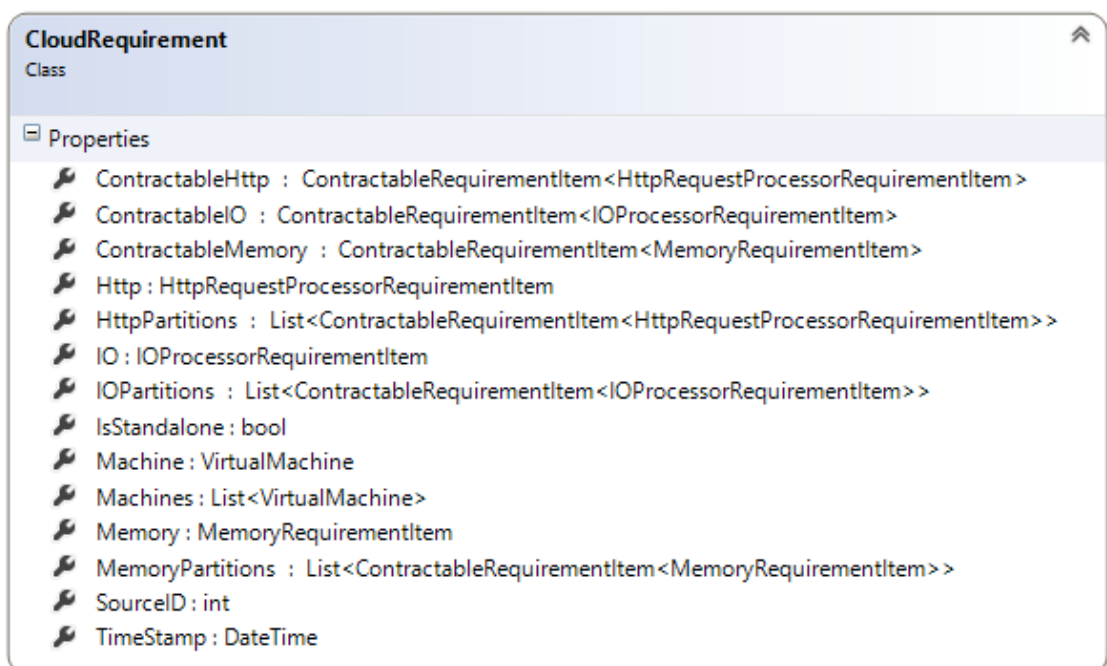 CloudRequirement
Class
Properties
ContractableHttp : ContractableRequirementItem<HttpRequestProcessorRequirementItem>
ContractableIO : ContractableRequirementItem<IOProcessorRequirementItem>
ContractableMemory : ContractableRequirementItem<MemoryRequirementItem>
Http : HttpRequestProcessorRequirementItem
HttpPartitions : List<ContractableRequirementItem<HttpRequestProcessorRequirementItem>>
IO : IOProcessorRequirementItem
IOPartitions : List<ContractableRequirementItem<IOProcessorRequirementItem>>
IsStandalone : bool
Machine : VirtualMachine
Machines : List<VirtualMachine>
Memory : MemoryRequirementItem
MemoryPartitions : List<ContractableRequirementItem<MemoryRequirementItem>>
SourceID : int
TimeStamp : DateTime